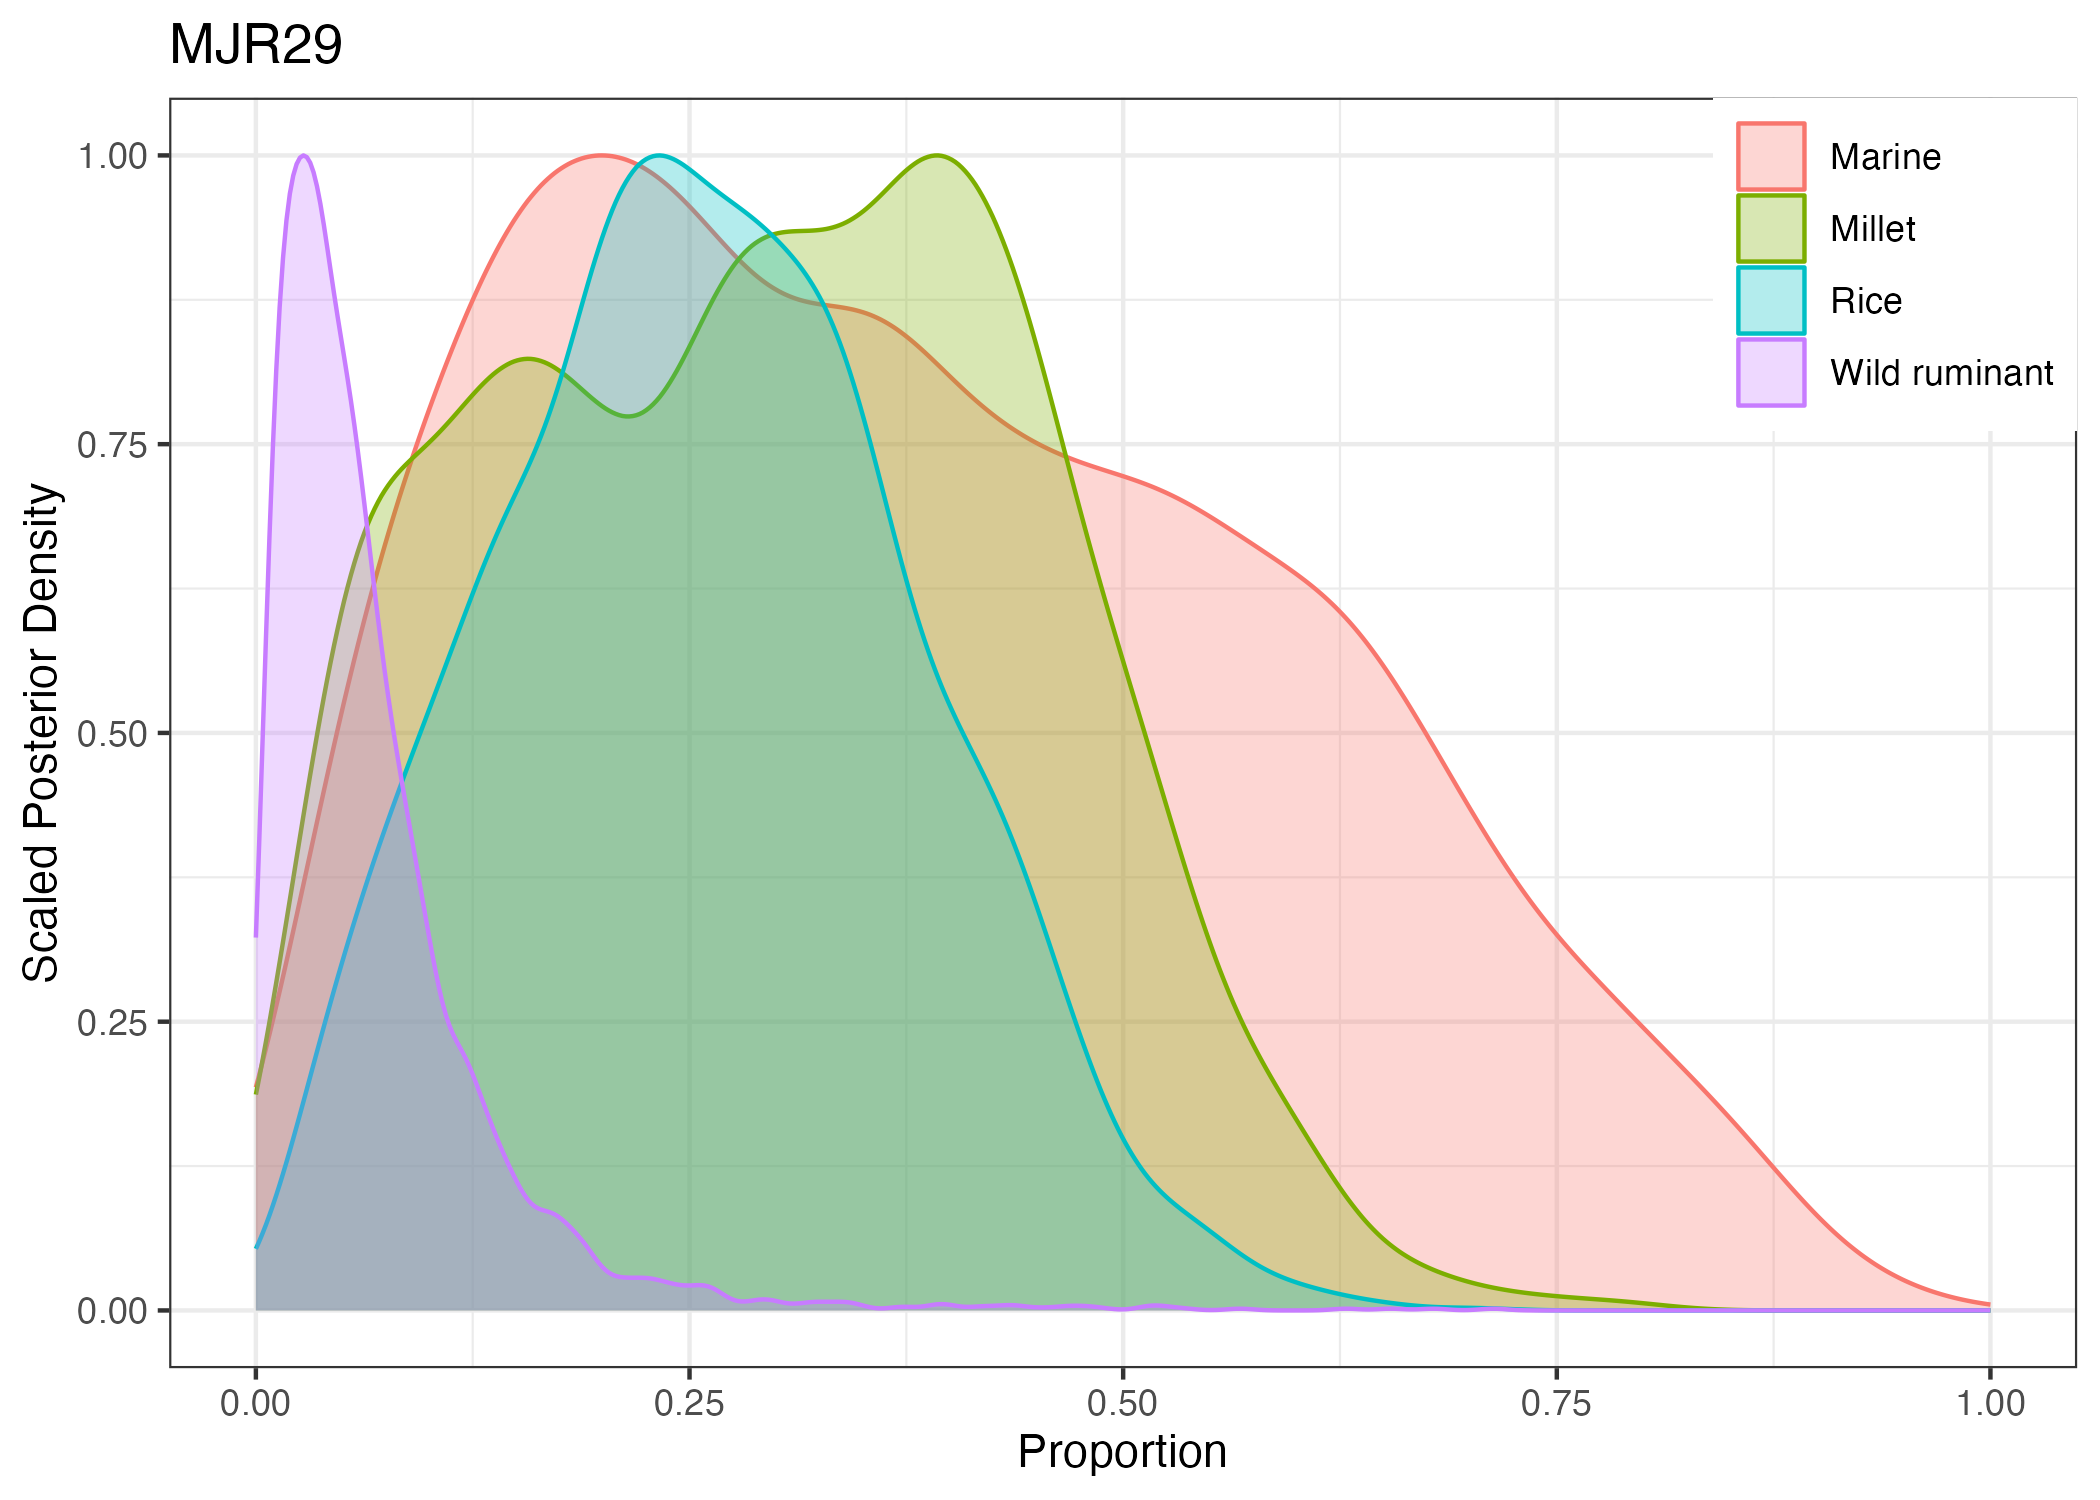 MJR29
Marine
Millet
Rice
Wild ruminant
Scaled Posterior Density
1.00
0.75
0.50
0.25
0.00
0.00 0.25 0.50 0.75 1.00
Proportion